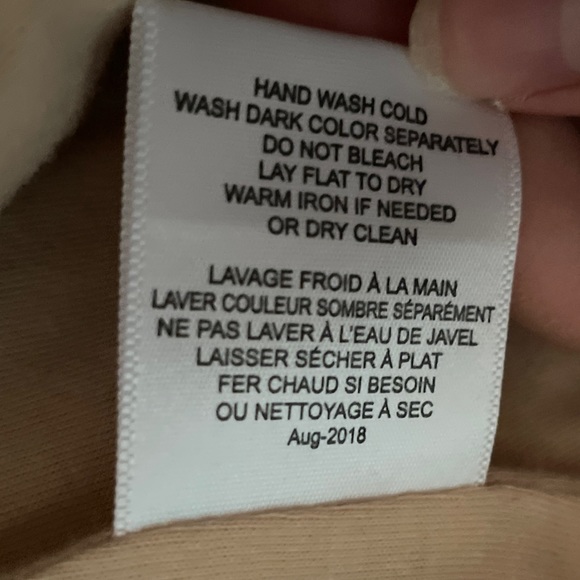 HAND WASH COLD
WASH DARK COLOR SEPARATELY
DO NOT BLEACH
LAY FLAT TO DRY
WARM IRON IF NEEDED
OR DRY CLEAN
LAVAGE FROID À LA MAIN
LAVER COULEUR SOMBRE SÉPARÉMENT
NE PAS LAVER À L'EAU DE JAVEL
LAISSER SÉCHER À PLAT
FER CHAUD SI BESOIN
OU NETTOYAGE À SEC
Aug-2018